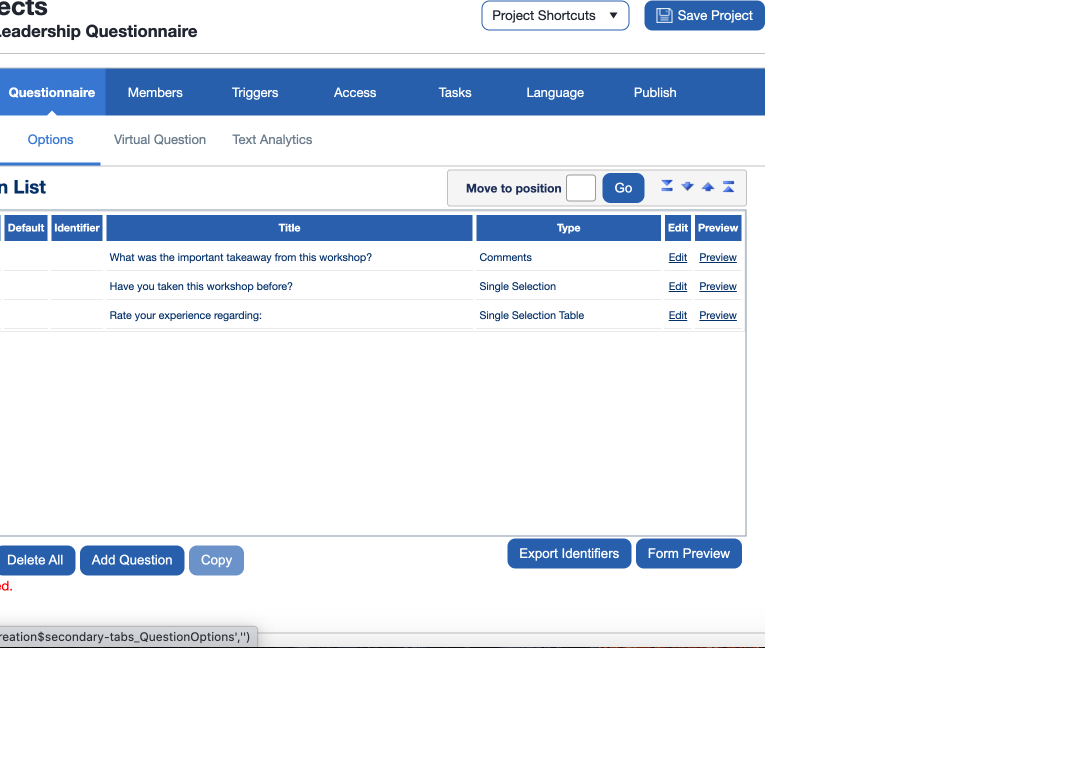 ects
Leadership Questionnaire
Project Shortcuts ▼
Save Project
Questionnaire Members Triggers Access Tasks Language Publish
Options Virtual Question Text Analytics
n List
Move to position Go
Default Identifier Title Type Edit Preview
What was the important takeaway from this workshop? Comments Edit Preview
Have you taken this workshop before? Single Selection Edit Preview
Rate your experience regarding: Single Selection Table Edit Preview
Delete All Add Question Copy Export Identifiers Form Preview
ed.
reation$secondary-tabs_QuestionOptions','')